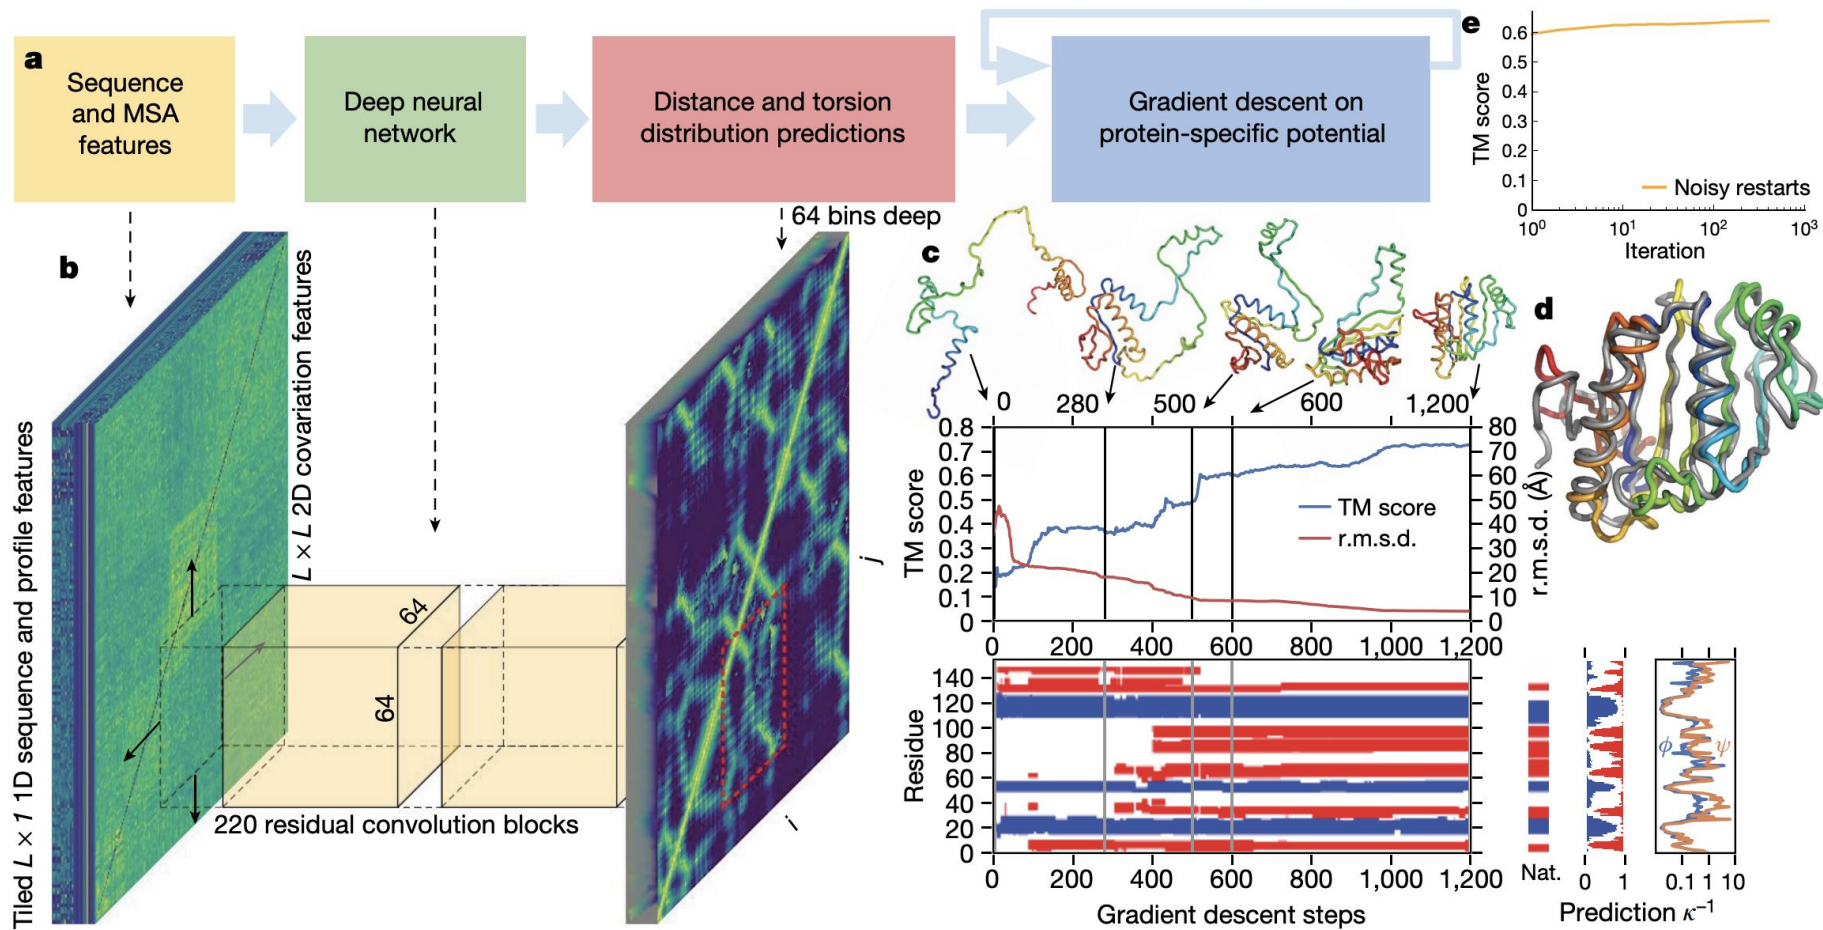 a
Sequence
and MSA
features
Deep neural
network
Distance and torsion
distribution predictions
Gradient descent on
protein-specific potential
e
TM score
0.6
0.5
0.4
0.3
0.2
0.1
0
Noisy restarts
10⁰ 10¹ 10² 10³
Iteration
b
64 bins deep
Tiled L × 1 1D sequence and profile features
L × L 2D covariation features
64
64
220 residual convolution blocks
j
i
c
0 280 500 600 1,200
TM score
0.8
0.7
0.6
0.5
0.4
0.3
0.2
0.1
0
TM score
r.m.s.d.
80
70
60
50
40
30
20
10
0
r.m.s.d. (Å)
0 200 400 600 800 1,000 1,200
Residue
140
120
100
80
60
40
20
0
0 200 400 600 800 1,000 1,200
Gradient descent steps
d
Nat.
0 1
ϕ ψ
0.1 1 10
Prediction κ⁻¹